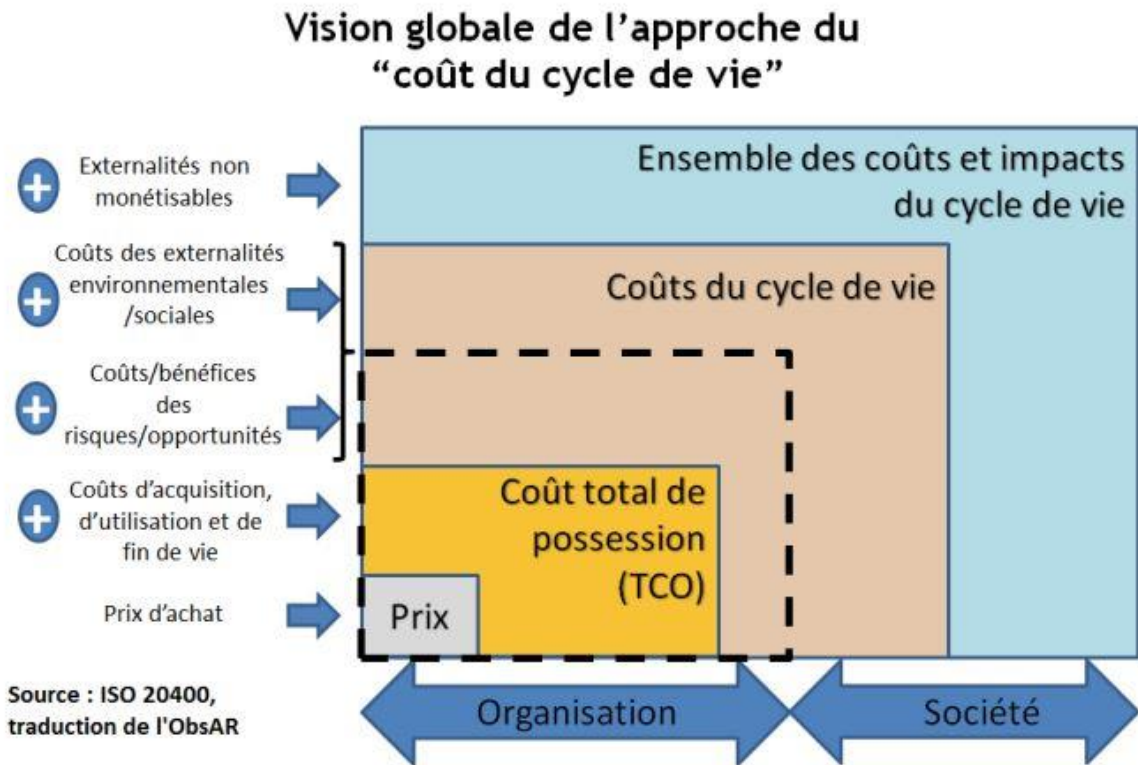 Vision globale de l'approche du
“coût du cycle de vie”
+
Externalités non
monétisables
Ensemble des coûts et impacts
du cycle de vie
+
Coûts des externalités
environnementales
/sociales
Coûts du cycle de vie
+
Coûts/bénéfices
des
risques/opportunités
+
Coûts d'acquisition,
d'utilisation et de
fin de vie
Coût total de
possession
(TCO)
Prix d'achat
Prix
Source : ISO 20400,
traduction de l'ObsAR
Organisation
Société